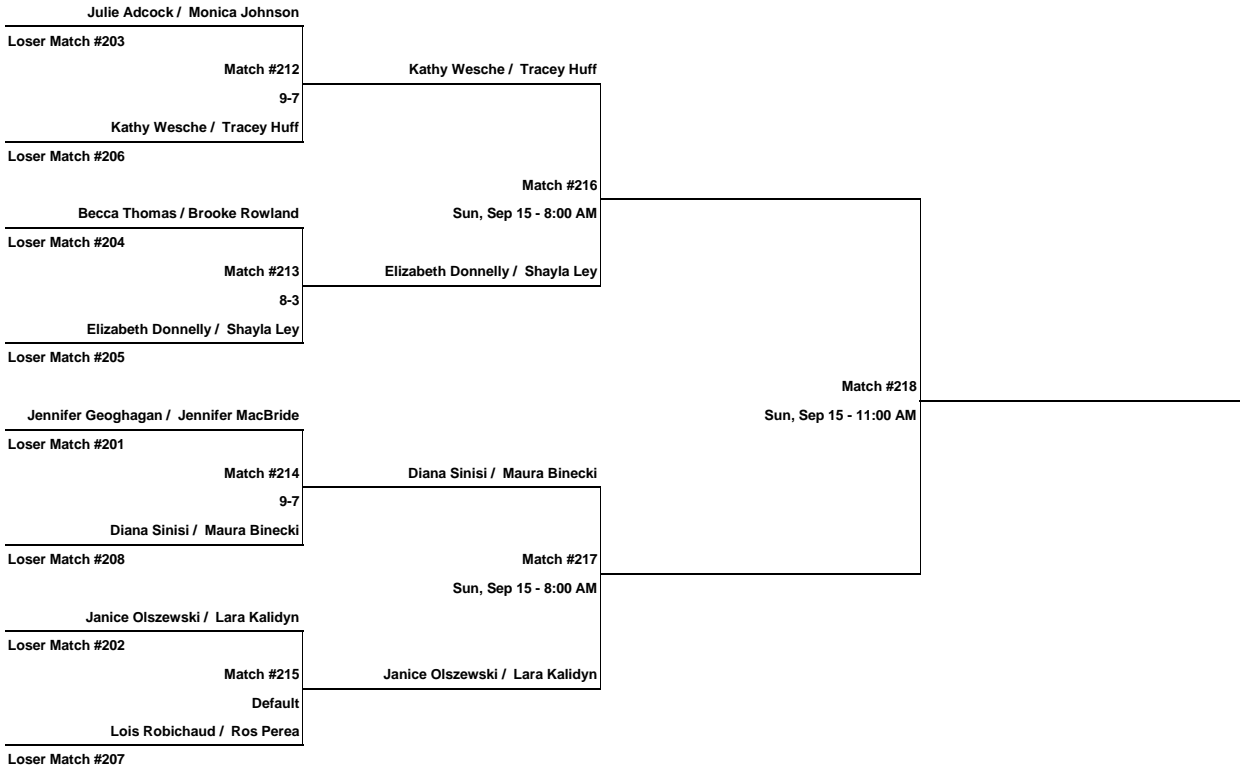 Julie Adcock / Monica Johnson
Loser Match #203
Match #212
Kathy Wesche / Tracey Huff
9-7
Kathy Wesche / Tracey Huff
Loser Match #206
Match #216
Becca Thomas / Brooke Rowland
Sun, Sep 15 - 8:00 AM
Loser Match #204
Match #213
Elizabeth Donnelly / Shayla Ley
8-3
Elizabeth Donnelly / Shayla Ley
Loser Match #205
Match #218
Jennifer Geoghagan / Jennifer MacBride
Sun, Sep 15 - 11:00 AM
Loser Match #201
Match #214
Diana Sinisi / Maura Binecki
9-7
Diana Sinisi / Maura Binecki
Loser Match #208
Match #217
Sun, Sep 15 - 8:00 AM
Janice Olszewski / Lara Kalidyn
Loser Match #202
Match #215
Janice Olszewski / Lara Kalidyn
Default
Lois Robichaud / Ros Perea
Loser Match #207